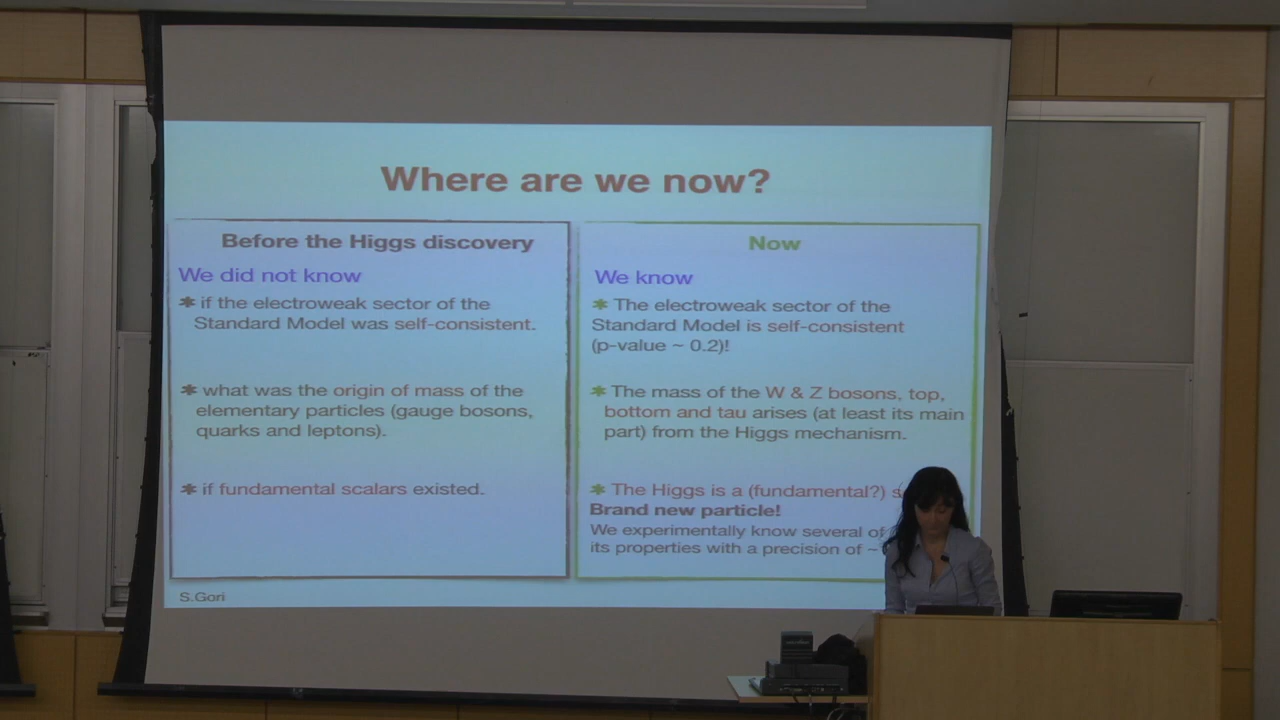 Where are we now?
Before the Higgs discovery
We did not know
* if the electroweak sector of the
Standard Model was self-consistent.
* what was the origin of mass of the
elementary particles (gauge bosons,
quarks and leptons).
* if fundamental scalars existed.
Now
We know
* The electroweak sector of the
Standard Model is self-consistent
(p-value ~ 0.2)!
* The mass of the W & Z bosons, top,
bottom and tau arises (at least its main
part) from the Higgs mechanism.
* The Higgs is a (fundamental?)
Brand new particle!
We experimentally know several of
its properties with a precision of ~
S.Gori